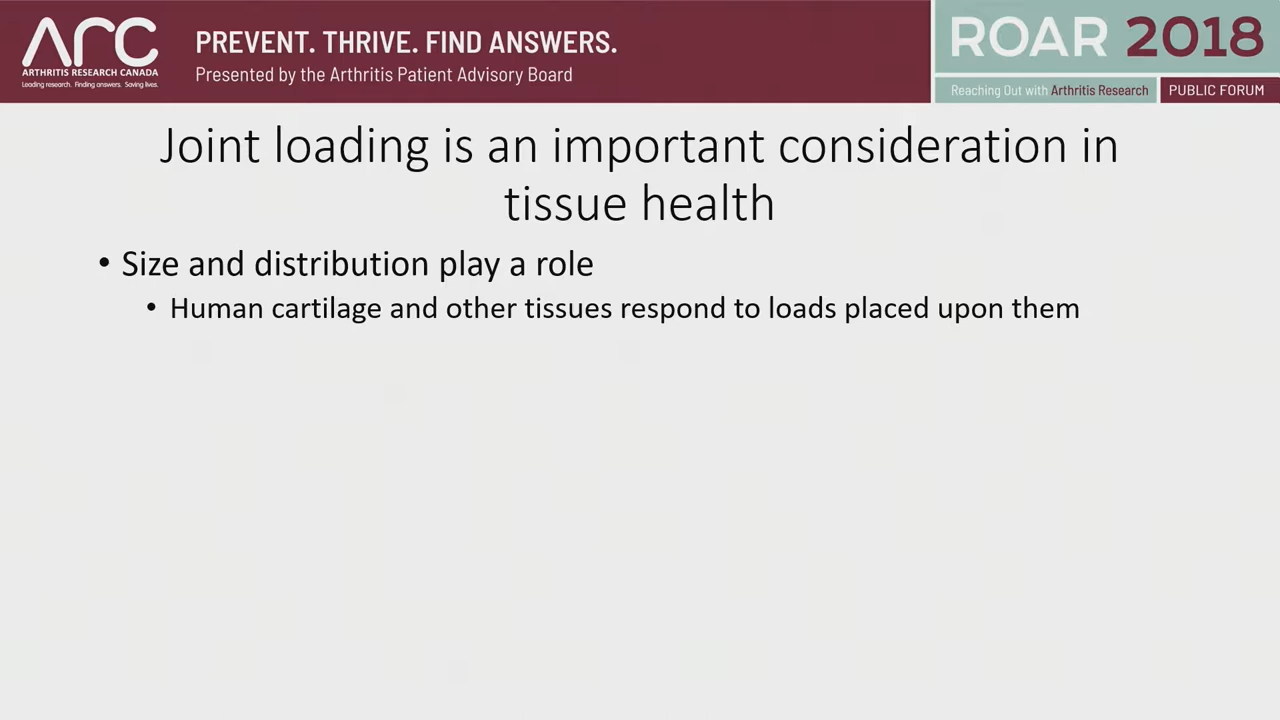 ARC
ARTHRITIS RESEARCH CANADA
Leading research. Finding answers. Saving lives.
PREVENT. THRIVE. FIND ANSWERS.
Presented by the Arthritis Patient Advisory Board
ROAR 2018
Reaching Out with Arthritis Research
PUBLIC FORUM
Joint loading is an important consideration in
tissue health
• Size and distribution play a role
• Human cartilage and other tissues respond to loads placed upon them